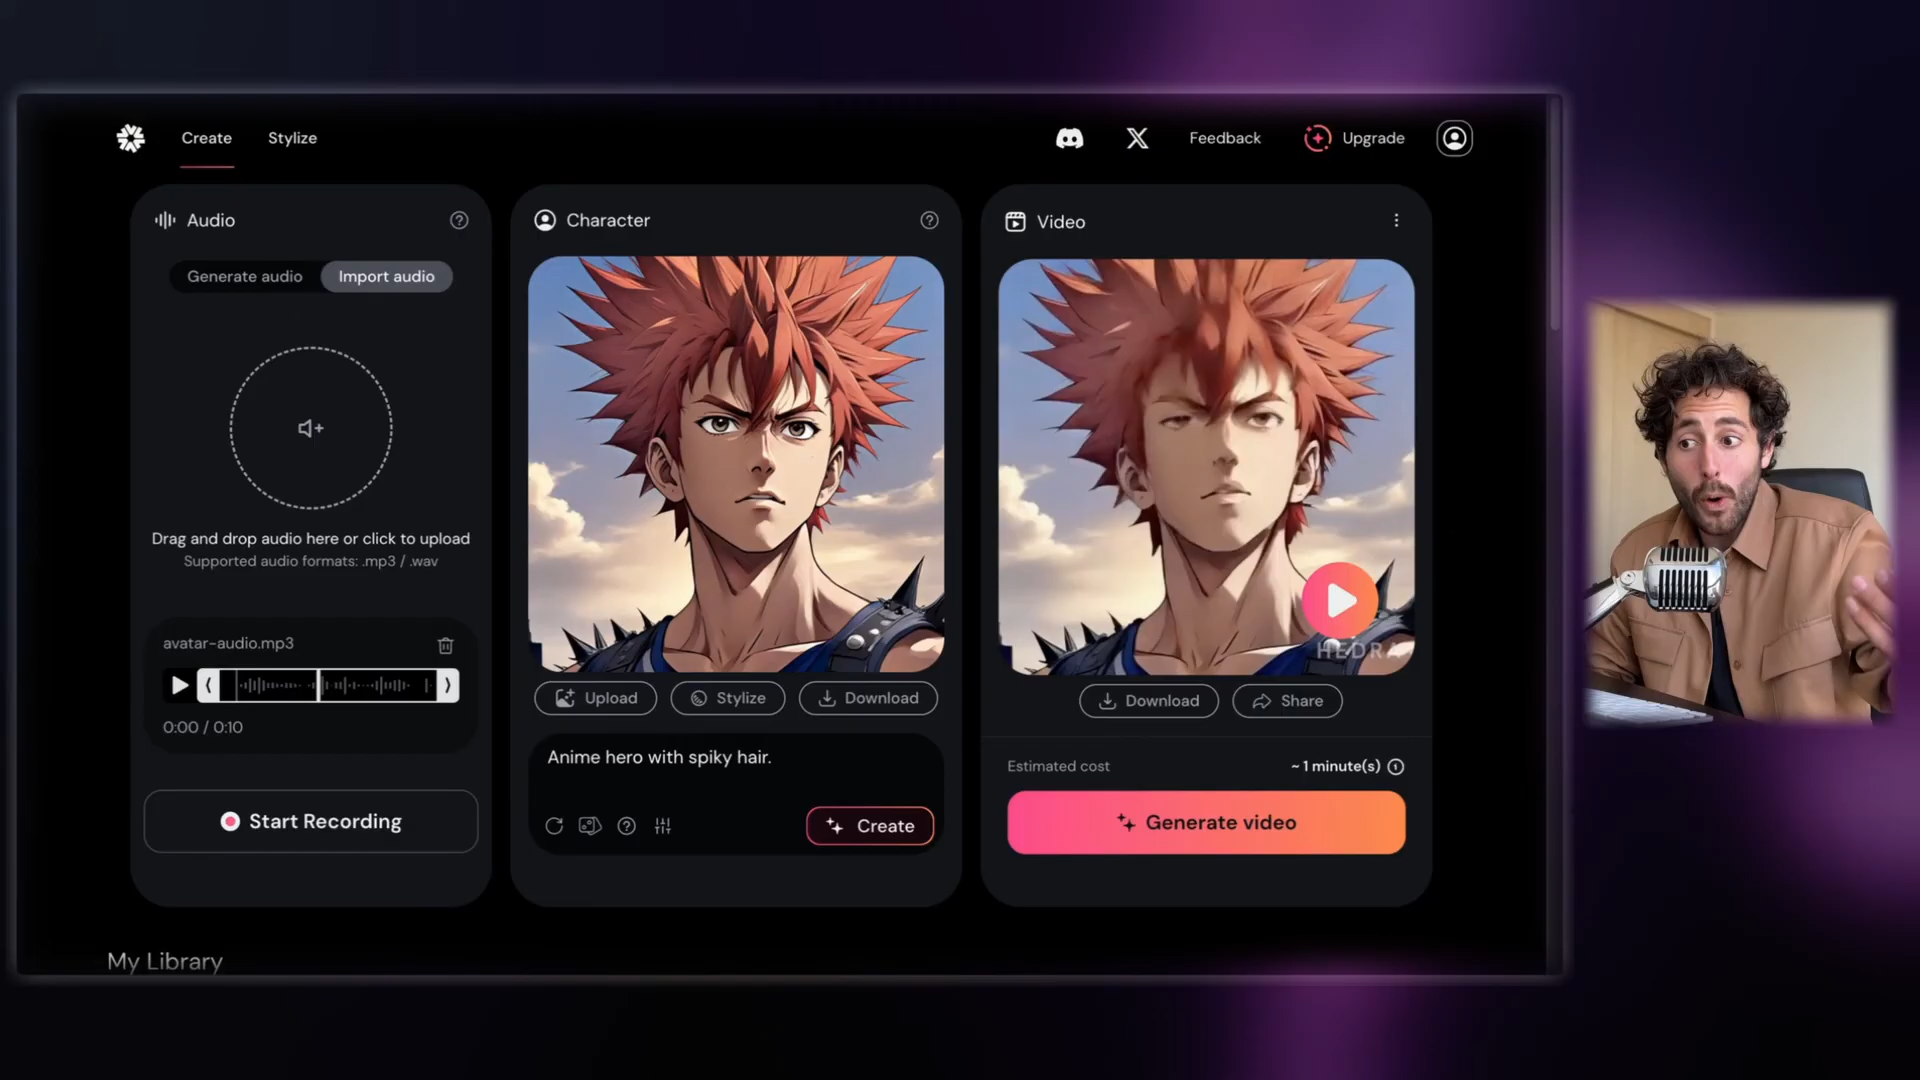 Create
Stylize
Feedback
Upgrade
Audio
Generate audio
Import audio
Drag and drop audio here or click to upload
Supported audio formats: .mp3 / .wav
avatar-audio.mp3
0:00 / 0:10
Start Recording
Character
Upload
Stylize
Download
Anime hero with spiky hair.
Create
Video
HEDRA
Download
Share
Estimated cost
~ 1 minute(s)
Generate video
My Library